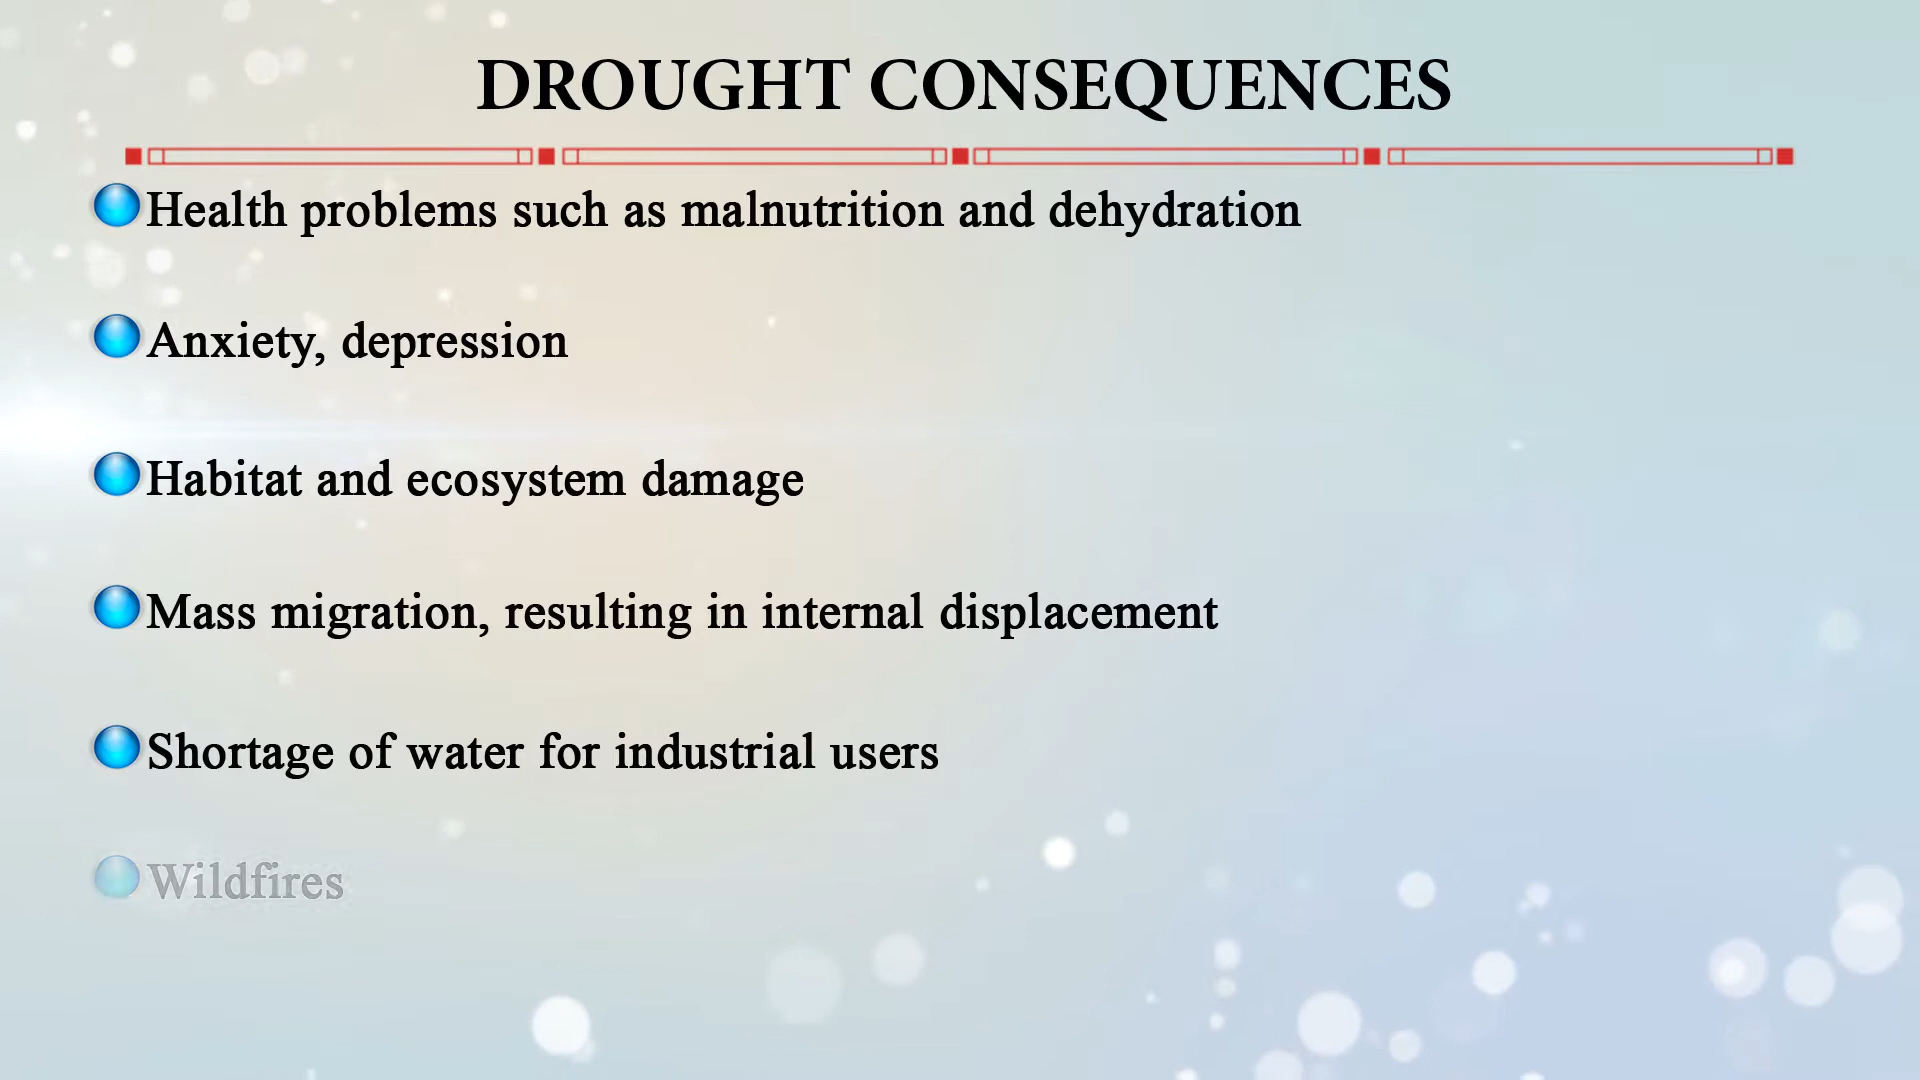 DROUGHT CONSEQUENCES
Health problems such as malnutrition and dehydration
Anxiety, depression
Habitat and ecosystem damage
Mass migration, resulting in internal displacement
Shortage of water for industrial users
Wildfires